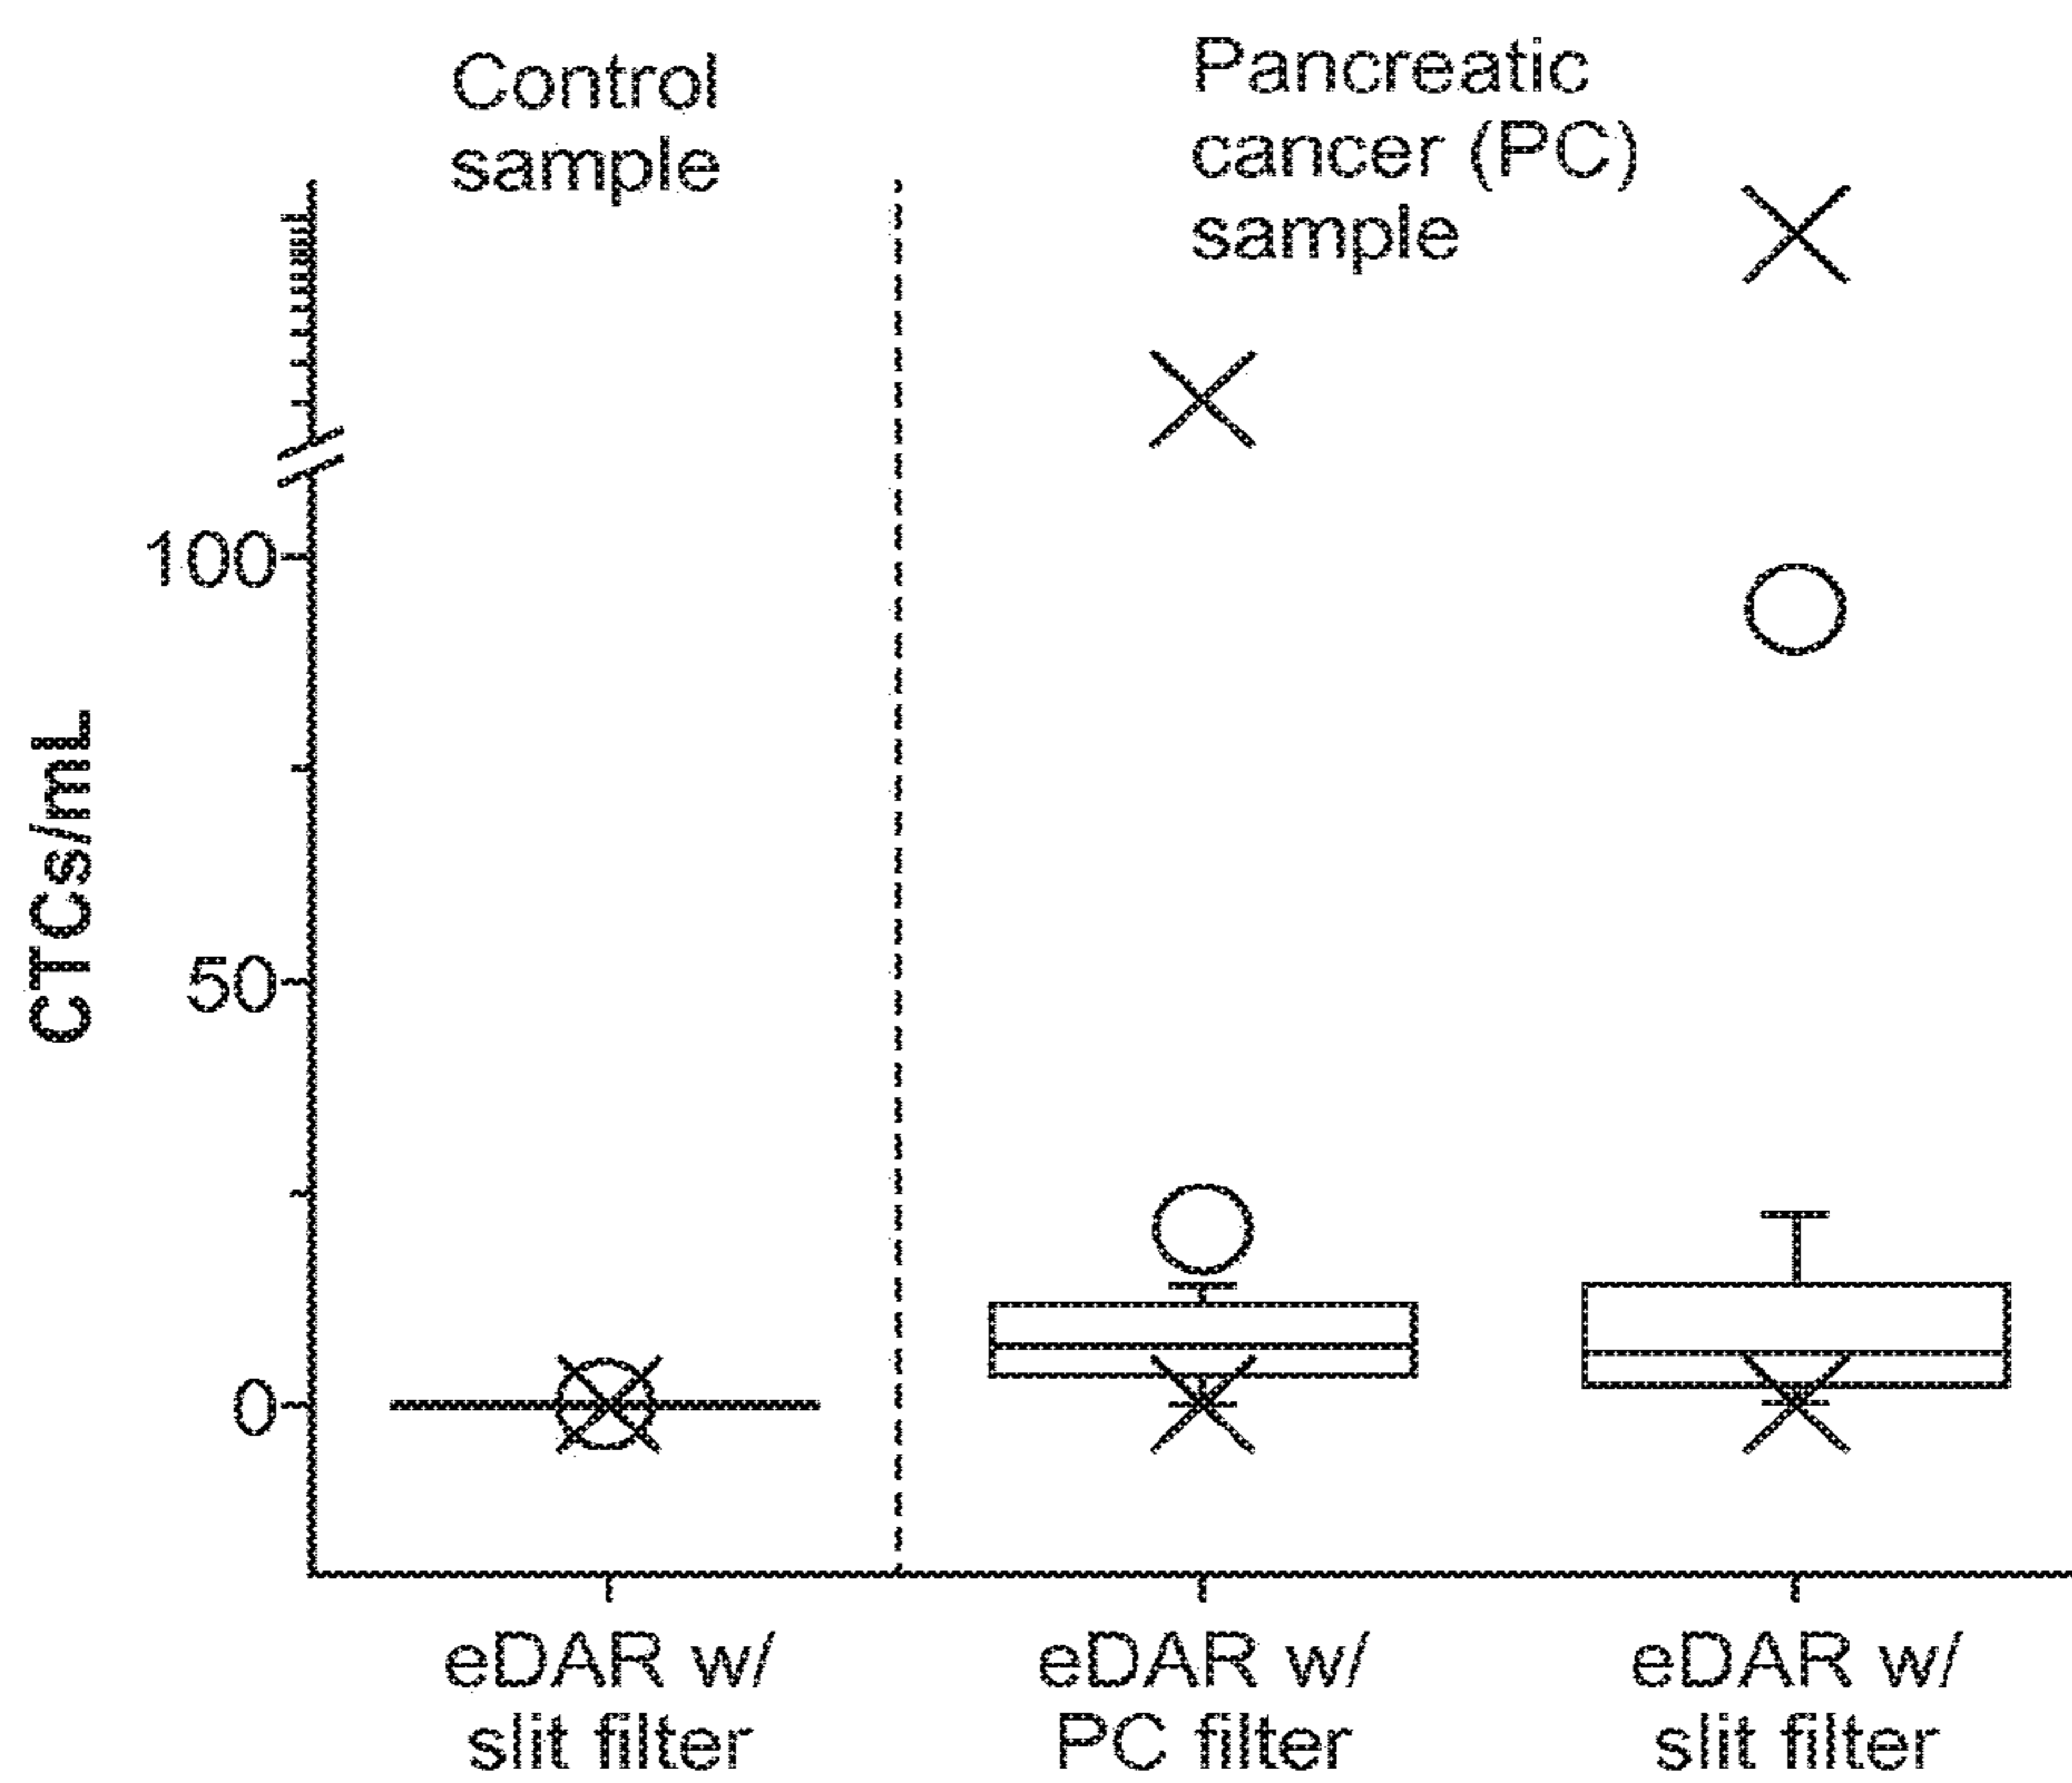 Control
sample
Pancreatic
cancer (PC)
sample
CTCs/mL
100
50
0
eDAR w/
slit filter
eDAR w/
PC filter
eDAR w/
slit filter